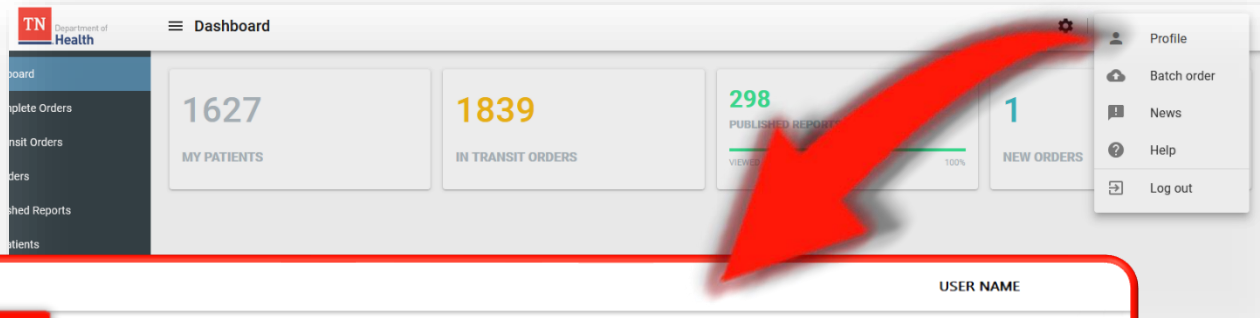 TN Department of
Health
Dashboard
Profile
Batch order
News
Help
Log out
1627
MY PATIENTS
1839
IN TRANSIT ORDERS
298
PUBLISHED REPORTS
VIEWED
100%
1
NEW ORDERS
oard
nplete Orders
nsit Orders
ders
shed Reports
atients
USER NAME